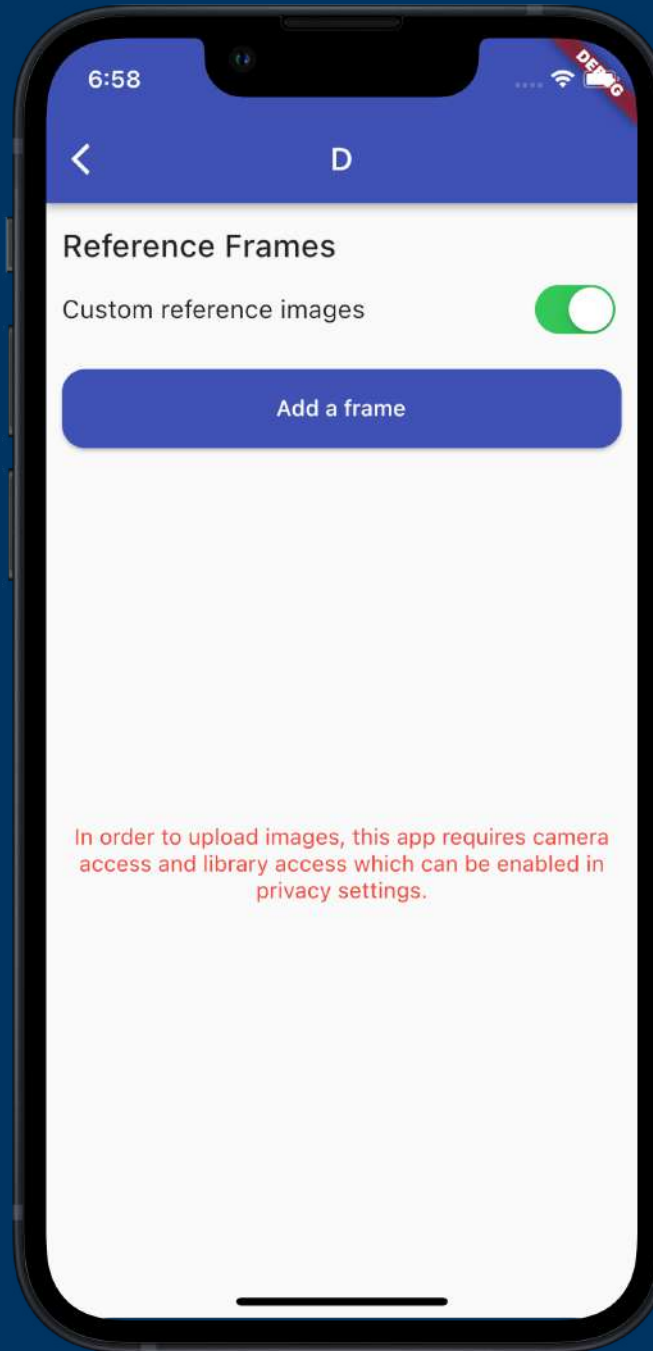 6:58
DEBUG
D
Reference Frames
Custom reference images
Add a frame
In order to upload images, this app requires camera
access and library access which can be enabled in
privacy settings.